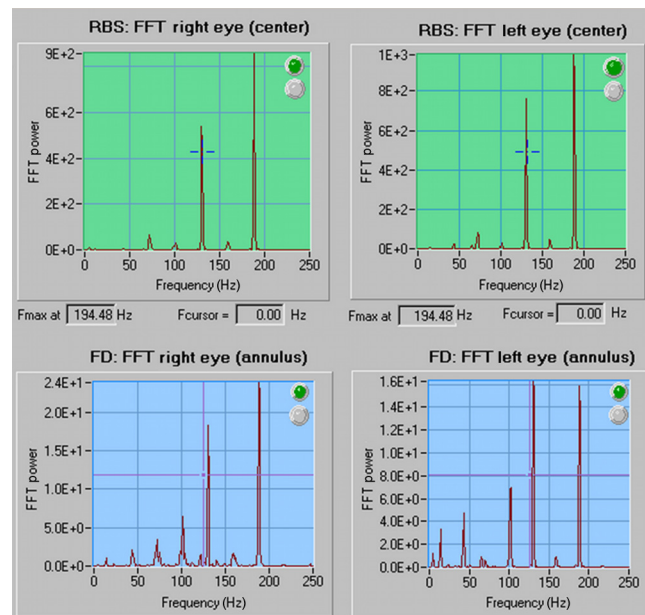 RBS: FFT right eye (center)
9E+2
6E+2
4E+2
2E+2
0E+0
FFT power
0 50 100 150 200 250
Frequency (Hz)
Fmax at 194.48 Hz Fcursor = 0.00 Hz
RBS: FFT left eye (center)
1E+3
8E+2
6E+2
4E+2
2E+2
0E+0
FFT power
0 50 100 150 200 250
Frequency (Hz)
Fmax at 194.48 Hz Fcursor = 0.00 Hz
FD: FFT right eye (annulus)
2.4E+1
2.0E+1
1.5E+1
1.0E+1
5.0E+0
0.0E+0
FFT power
0 50 100 150 200 250
Frequency (Hz)
FD: FFT left eye (annulus)
1.6E+1
1.4E+1
1.2E+1
1.0E+1
8.0E+0
6.0E+0
4.0E+0
2.0E+0
0.0E+0
FFT power
0 50 100 150 200 250
Frequency (Hz)